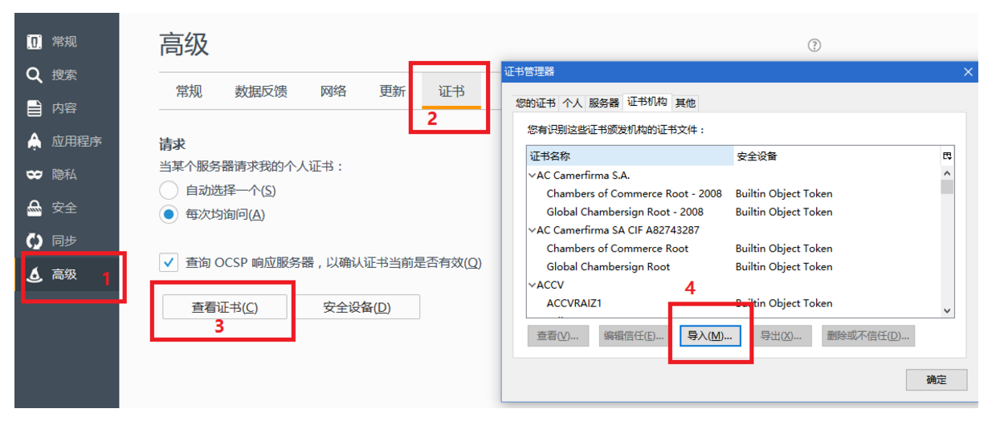 常规
搜索
内容
应用程序
隐私
安全
同步
高级
1
高级
?
常规 数据反馈 网络 更新 证书
2
请求
当某个服务器请求我的个人证书：
自动选择一个(S)
每次均询问(A)
查询 OCSP 响应服务器，以确认证书当前是否有效(Q)
查看证书(C) 安全设备(D)
3
证书管理器
您的证书 个人 服务器 证书机构 其他
您有识别这些证书颁发机构的证书文件：
证书名称 安全设备
AC Camerfirma S.A.
Chambers of Commerce Root - 2008 Builtin Object Token
Global Chambersign Root - 2008 Builtin Object Token
AC Camerfirma SA CIF A82743287
Chambers of Commerce Root Builtin Object Token
Global Chambersign Root Builtin Object Token
ACCV
4
ACCVRAIZ1 Builtin Object Token
查看(V)... 编辑信任(E)... 导入(M)... 导出(X)... 删除或不信任(D)...
确定